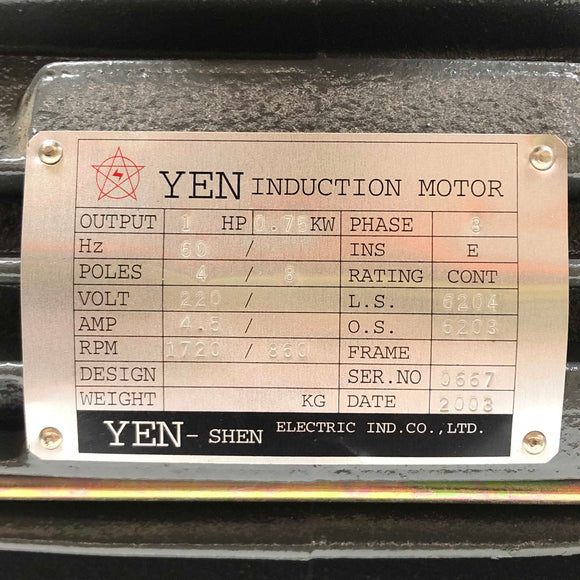 YEN INDUCTION MOTOR
OUTPUT 1 HP 0.75 KW PHASE 3
Hz 60 / INS E
POLES 4 / 8 RATING CONT
VOLT 220 / L.S. 6204
AMP 4.5 / O.S. 6203
RPM 1720 / 860 FRAME
DESIGN SER.NO 0667
WEIGHT KG DATE 2003
YEN- SHEN ELECTRIC IND.CO.,LTD.